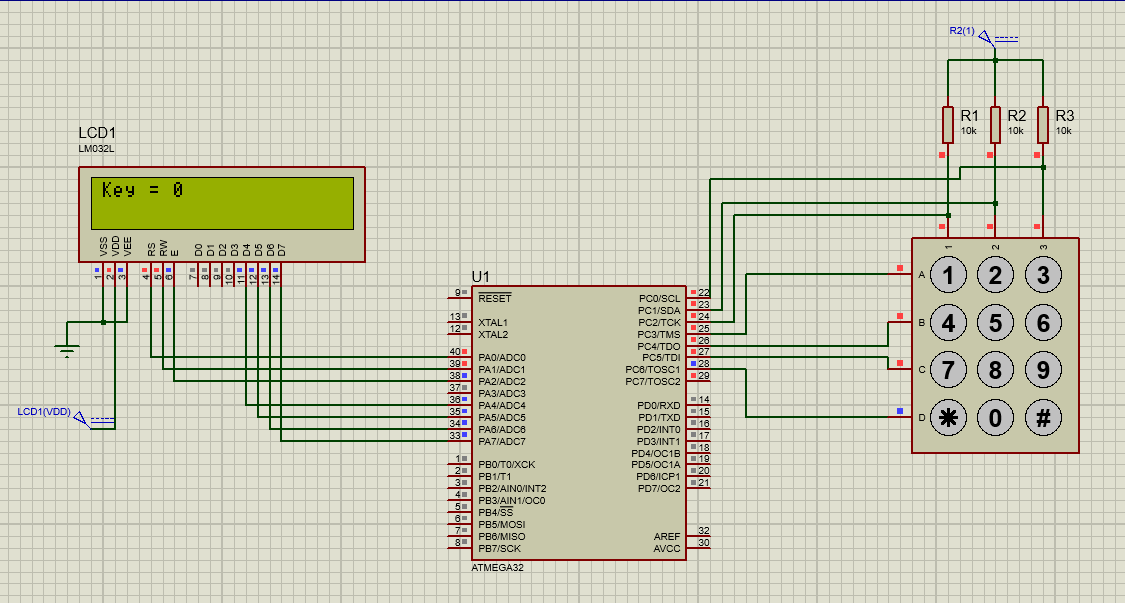 R2(1)
R1
10k
R2
10k
R3
10k
LCD1
LM032L
Key = 0
VSS
VDD
VEE
RS
RW
E
D0
D1
D2
D3
D4
D5
D6
D7
1
2
3
4
5
6
7
8
9
10
11
12
13
14
LCD1(VDD)
U1
9 RESET
13 XTAL1
12 XTAL2
40 PA0/ADC0
39 PA1/ADC1
38 PA2/ADC2
37 PA3/ADC3
36 PA4/ADC4
35 PA5/ADC5
34 PA6/ADC6
33 PA7/ADC7
1 PB0/T0/XCK
2 PB1/T1
3 PB2/AIN0/INT2
4 PB3/AIN1/OC0
5 PB4/SS
6 PB5/MOSI
7 PB6/MISO
8 PB7/SCK
PC0/SCL 22
PC1/SDA 23
PC2/TCK 24
PC3/TMS 25
PC4/TDO 26
PC5/TDI 27
PC6/TOSC1 28
PC7/TOSC2 29
PD0/RXD 14
PD1/TXD 15
PD2/INT0 16
PD3/INT1 17
PD4/OC1B 18
PD5/OC1A 19
PD6/ICP1 20
PD7/OC2 21
AREF 32
AVCC 30
ATMEGA32
1 2 3
A 1 2 3
B 4 5 6
C 7 8 9
D * 0 #